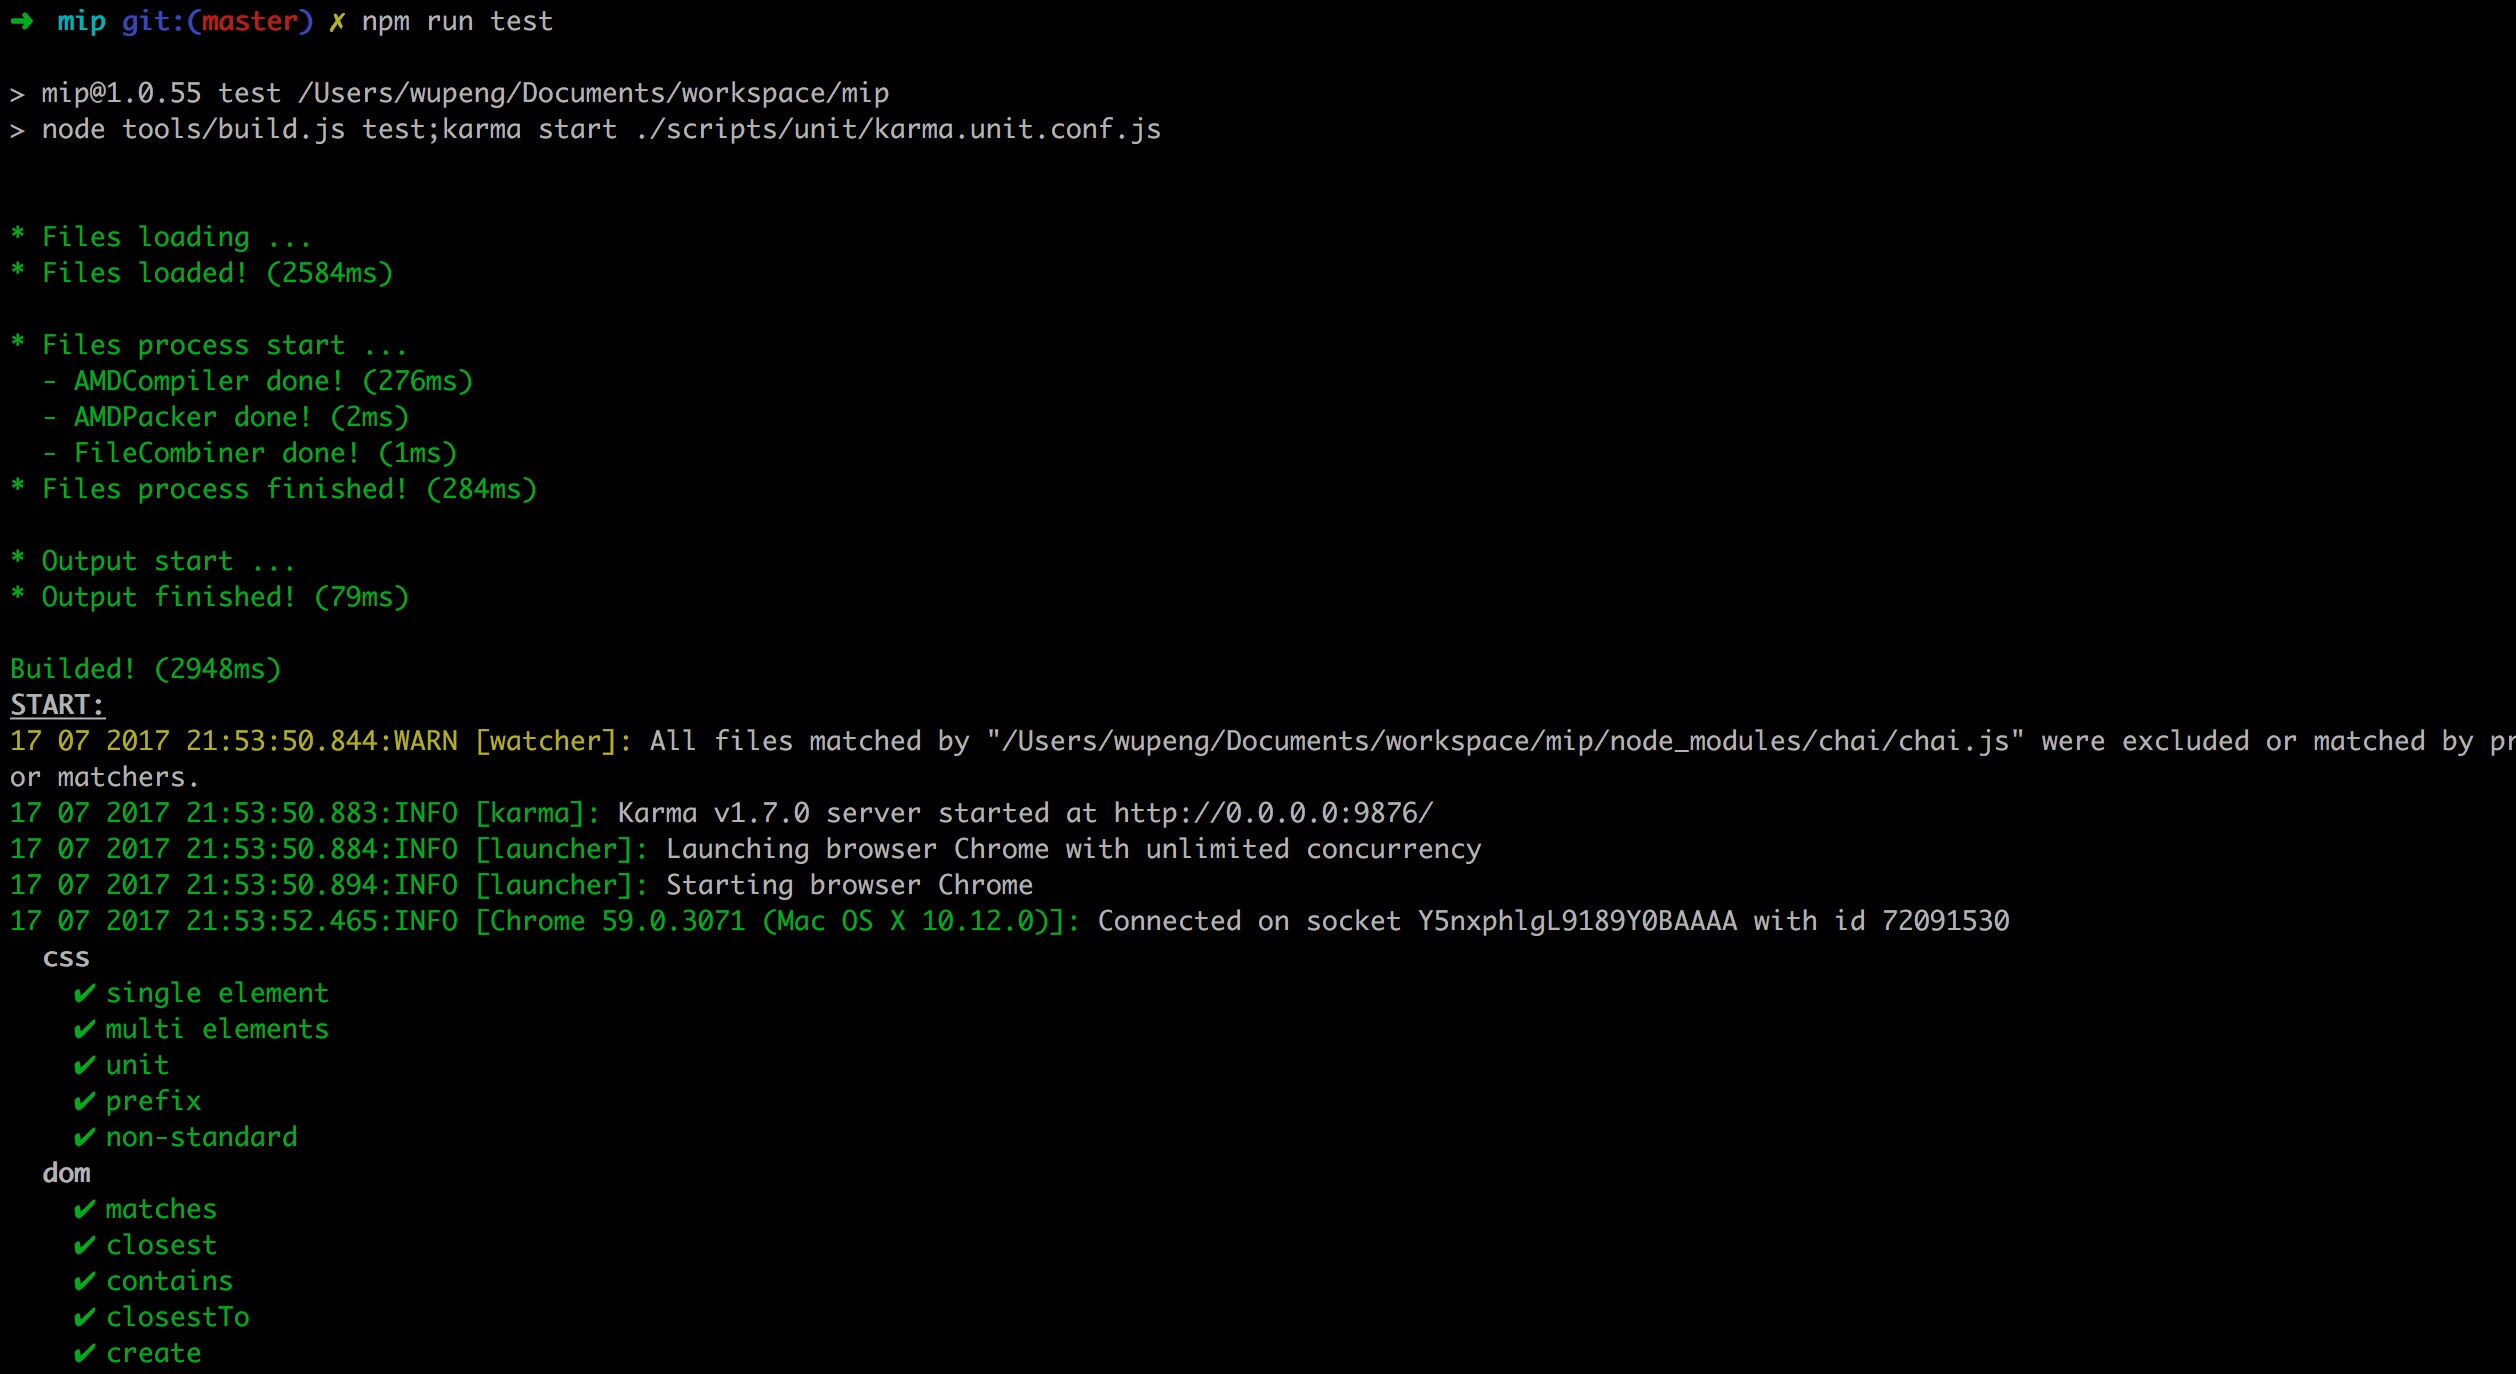 ➜ mip git:(master) ✗ npm run test
> mip@1.0.55 test /Users/wupeng/Documents/workspace/mip
> node tools/build.js test;karma start ./scripts/unit/karma.unit.conf.js
* Files loading ...
* Files loaded! (2584ms)
* Files process start ...
- AMDCompiler done! (276ms)
- AMDPacker done! (2ms)
- FileCombiner done! (1ms)
* Files process finished! (284ms)
* Output start ...
* Output finished! (79ms)
Builded! (2948ms)
START:
17 07 2017 21:53:50.844:WARN [watcher]: All files matched by "/Users/wupeng/Documents/workspace/mip/node_modules/chai/chai.js" were excluded or matched by pr
or matchers.
17 07 2017 21:53:50.883:INFO [karma]: Karma v1.7.0 server started at http://0.0.0.0:9876/
17 07 2017 21:53:50.884:INFO [launcher]: Launching browser Chrome with unlimited concurrency
17 07 2017 21:53:50.894:INFO [launcher]: Starting browser Chrome
17 07 2017 21:53:52.465:INFO [Chrome 59.0.3071 (Mac OS X 10.12.0)]: Connected on socket Y5nxphlgL9189Y0BAAAA with id 72091530
css
✔ single element
✔ multi elements
✔ unit
✔ prefix
✔ non-standard
dom
✔ matches
✔ closest
✔ contains
✔ closestTo
✔ create